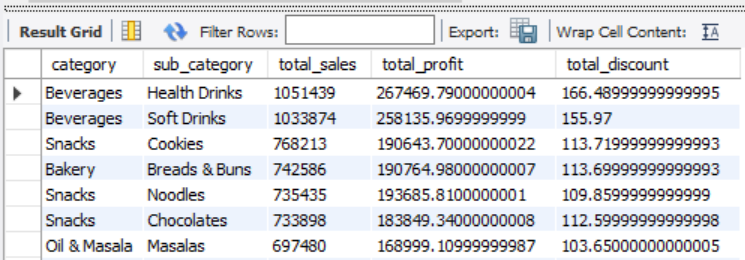 Result Grid Filter Rows: Export: Wrap Cell Content: IA
category sub_category total_sales total_profit total_discount
Beverages Health Drinks 1051439 267469.79000000004 166.48999999999995
Beverages Soft Drinks 1033874 258135.9699999999 155.97
Snacks Cookies 768213 190643.70000000022 113.71999999999993
Bakery Breads & Buns 742586 190764.98000000007 113.69999999999993
Snacks Noodles 735435 193685.8100000001 109.8599999999999
Snacks Chocolates 733898 183849.34000000008 112.59999999999998
Oil & Masala Masalas 697480 168999.10999999987 103.65000000000005